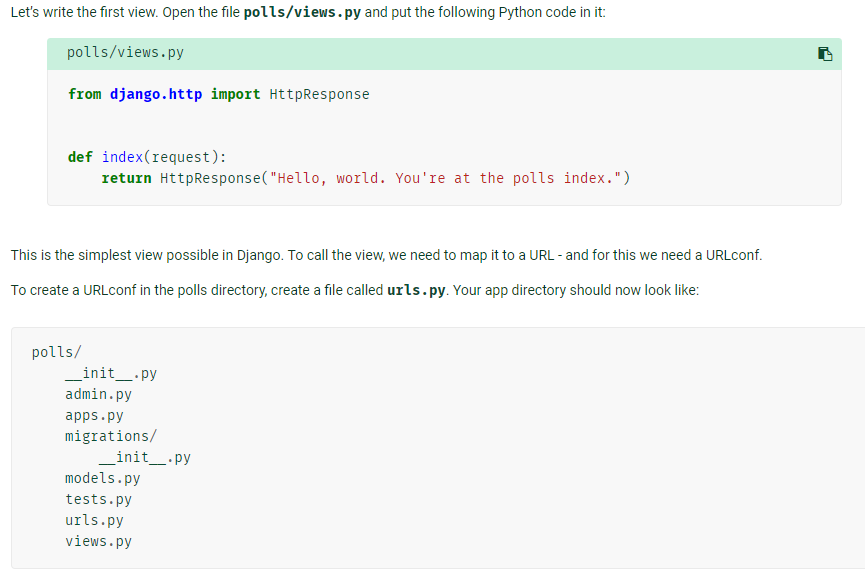 Let's write the first view. Open the file polls/views.py and put the following Python code in it:
polls/views.py
from django.http import HttpResponse
def index(request):
    return HttpResponse("Hello, world. You're at the polls index.")
This is the simplest view possible in Django. To call the view, we need to map it to a URL - and for this we need a URLconf.
To create a URLconf in the polls directory, create a file called urls.py. Your app directory should now look like:
polls/
    __init__.py
    admin.py
    apps.py
    migrations/
        __init__.py
    models.py
    tests.py
    urls.py
    views.py